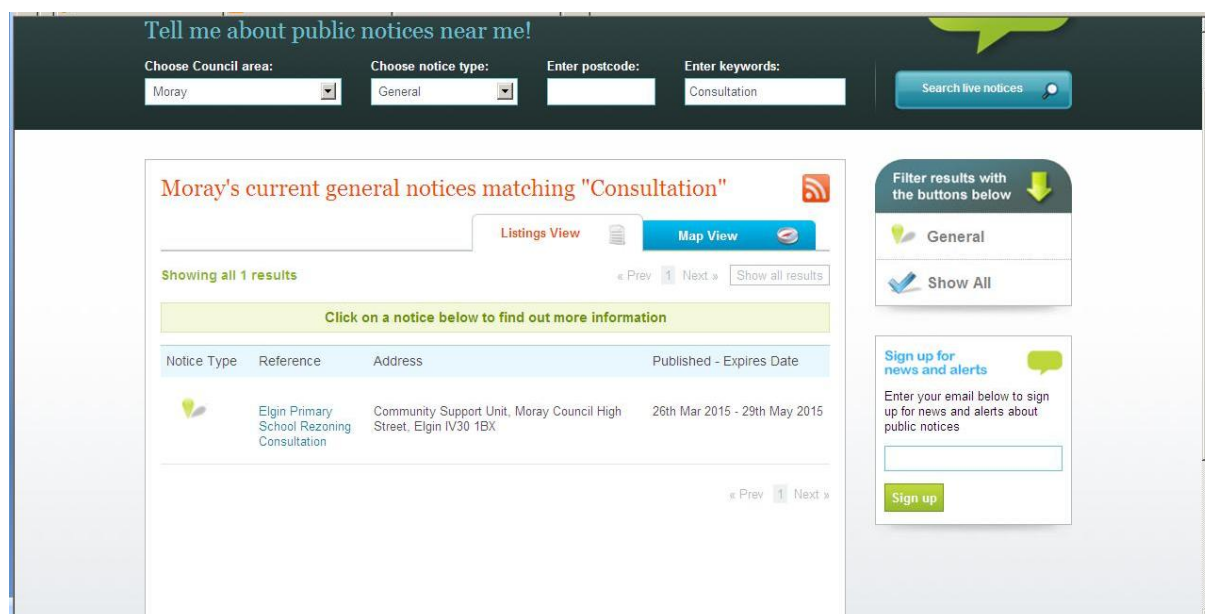 Tell me about public notices near me!
Choose Council area: Choose notice type: Enter postcode: Enter keywords:
Moray General Consultation Search live notices
Moray's current general notices matching "Consultation"
Listings View Map View
Showing all 1 results « Prev 1 Next » Show all results
Click on a notice below to find out more information
Notice Type Reference Address Published - Expires Date
Elgin Primary School Rezoning Consultation
Community Support Unit, Moray Council High
Street, Elgin IV30 1BX
26th Mar 2015 - 29th May 2015
« Prev 1 Next »
Filter results with
the buttons below
General
Show All
Sign up for
news and alerts
Enter your email below to sign
up for news and alerts about
public notices
Sign up